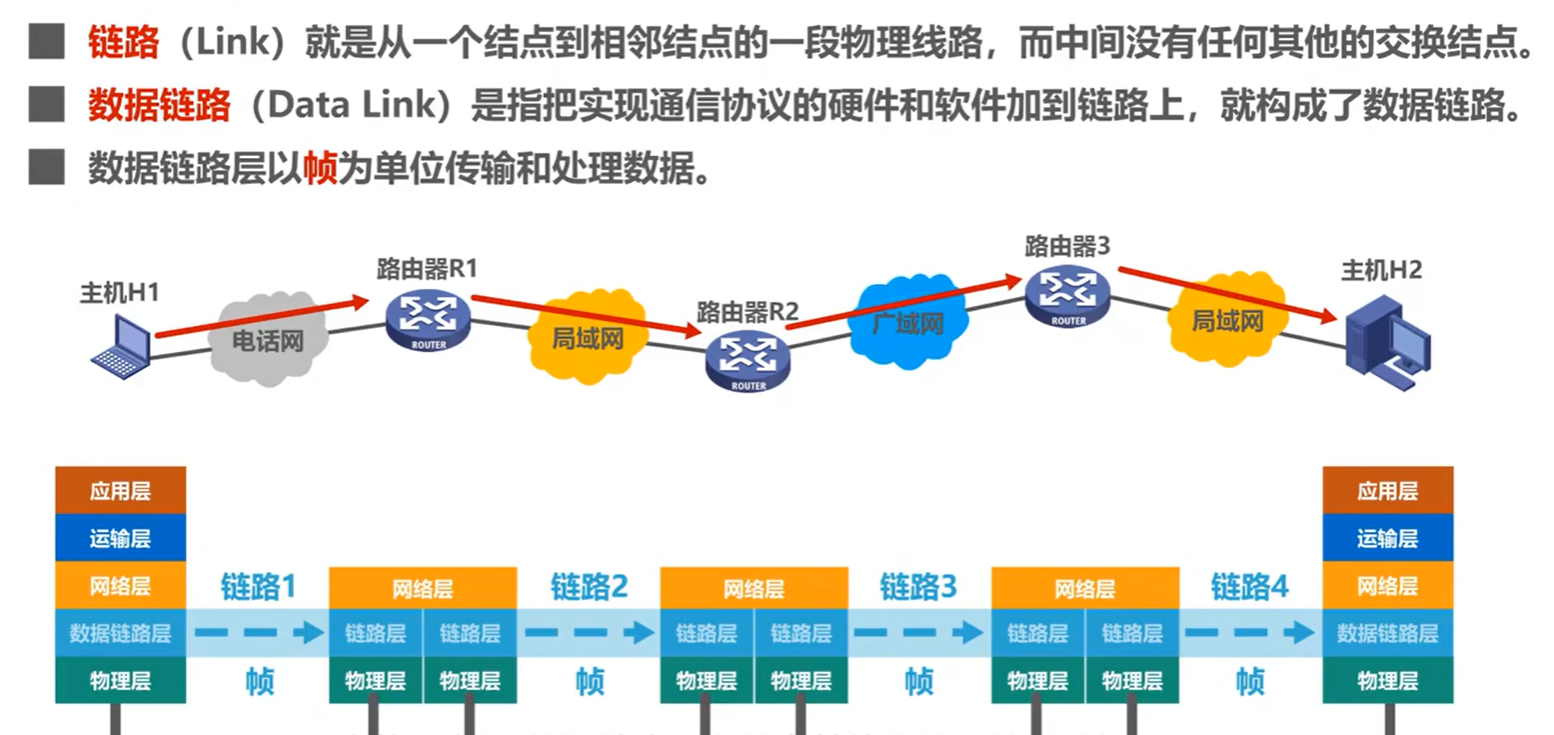 链路（Link）就是从一个结点到相邻结点的一段物理线路，而中间没有任何其他的交换结点。
数据链路（Data Link）是指把实现通信协议的硬件和软件加到链路上，就构成了数据链路。
数据链路层以帧为单位传输和处理数据。
主机H1
电话网
路由器R1
ROUTER
局域网
路由器R2
ROUTER
广域网
路由器3
ROUTER
局域网
主机H2
应用层
运输层
网络层
数据链路层
物理层
链路1
帧
网络层
链路层 链路层
物理层 物理层
链路2
帧
网络层
链路层 链路层
物理层 物理层
链路3
帧
网络层
链路层 链路层
物理层 物理层
链路4
帧
应用层
运输层
网络层
数据链路层
物理层